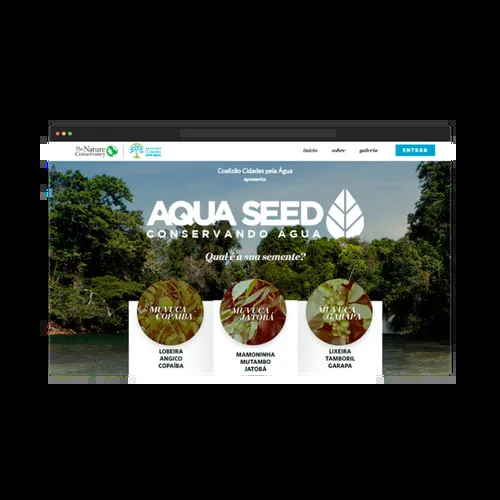 The Nature
Conservancy
Cidades
pela água
início sobre galeria ENTRAR
Coalizão Cidades pela Água
apresenta:
AQUA SEED
CONSERVANDO ÁGUA
Qual é a sua semente?
MUVUCA
COPAÍBA
MUVUCA
JATOBÁ
MUVUCA
GARAPA
LOBEIRA
ANGICO
COPAÍBA
MAMONINHA
MUTAMBO
JATOBÁ
LIXEIRA
TAMBORIL
GARAPA